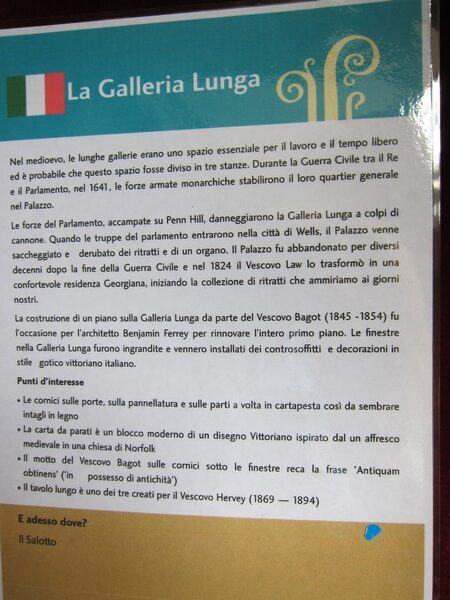 La Galleria Lunga
Nel medioevo, le lunghe gallerie erano uno spazio essenziale per il lavoro e il tempo libero
ed è probabile che questo spazio fosse diviso in tre stanze. Durante la Guerra Civile tra il Re
e il Parlamento, nel 1641, le forze armate monarchiche stabilirono il loro quartier generale
nel Palazzo.
Le forze del Parlamento, accampate su Penn Hill, danneggiarono la Galleria Lunga a colpi di
cannone. Quando le truppe del parlamento entrarono nella città di Wells, il Palazzo venne
saccheggiato e derubato dei ritratti e di un organo. Il Palazzo fu abbandonato per diversi
decenni dopo la fine della Guerra Civile e nel 1824 il Vescovo Law lo trasformò in una
confortevole residenza Georgiana, iniziando la collezione di ritratti che ammiriamo ai giorni
nostri.
La costruzione di un piano sulla Galleria Lunga da parte del Vescovo Bagot (1845 -1854) fu
l'occasione per l'architetto Benjamin Ferrey per rinnovare l'intero primo piano. Le finestre
nella Galleria Lunga furono ingrandite e vennero installati dei controsoffitti e decorazioni in
stile gotico vittoriano italiano.
Punti d'interesse
• Le cornici sulle porte, sulla pannellatura e sulle parti a volta in cartapesta così da sembrare
intagli in legno
• La carta da parati è un blocco moderno di un disegno Vittoriano ispirato dal un affresco
medievale in una chiesa di Norfolk
• Il motto del Vescovo Bagot sulle cornici sotto le finestre reca la frase 'Antiquam
obtinens' ('in possesso di antichità')
• Il tavolo lungo è uno dei tre creati per il Vescovo Hervey (1869 — 1894)
E adesso dove?
Il Salotto